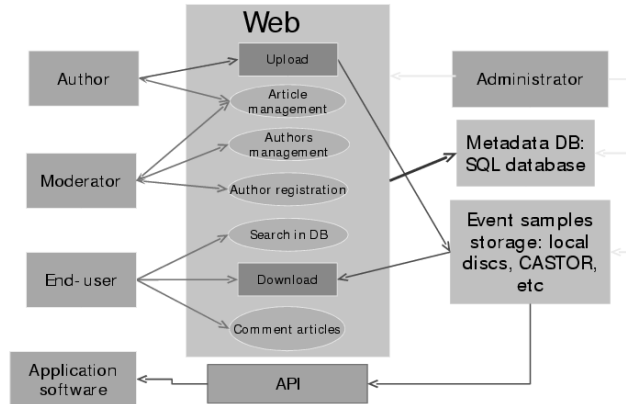 Web
Author
Upload
Administrator
Article
management
Authors
management
Metadata DB:
SQL database
Moderator
Author registration
Search in DB
Event samples
storage: local
discs, CASTOR,
etc
End-user
Download
Comment articles
Application
software
API